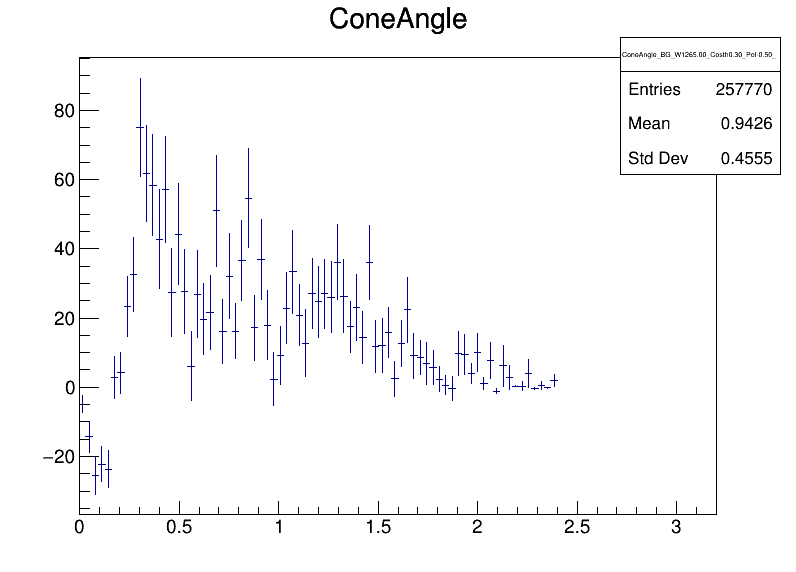 ConeAngle
ConeAngle_BG_W1265.00_Costh0.30_Pol-0.50_
Entries 257770
Mean 0.9426
Std Dev 0.4555
80
60
40
20
0
−20
0 0.5 1 1.5 2 2.5 3